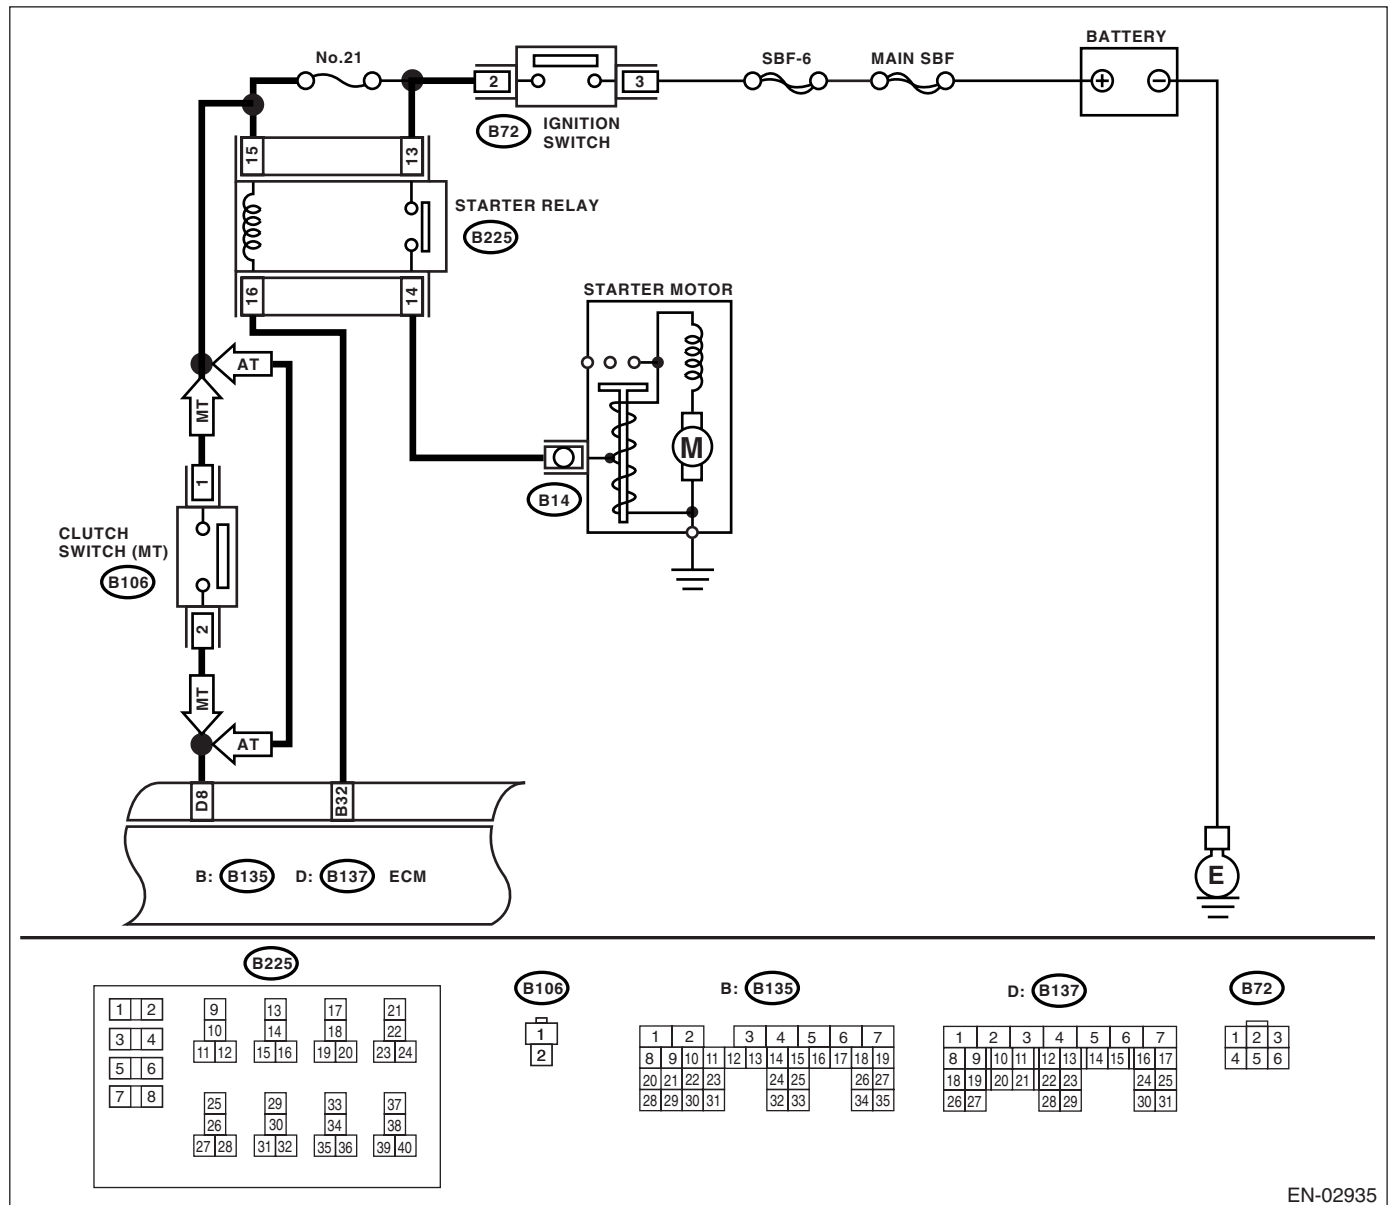 BATTERY
No.21
SBF-6
MAIN SBF
2
3
B72
IGNITION
SWITCH
15
13
STARTER RELAY
B225
16
14
STARTER MOTOR
AT
MT
M
1
B14
CLUTCH
SWITCH (MT)
B106
2
MT
AT
D8
B32
E
B: B135 D: B137 ECM
B225
1 2
3 4
5 6
7 8
9
10
11 12
13
14
15 16
17
18
19 20
21
22
23 24
25
26
27 28
29
30
31 32
33
34
35 36
37
38
39 40
B106
1
2
B: B135
1 2 3 4 5 6 7
8 9 10 11 12 13 14 15 16 17 18 19
20 21 22 23 24 25 26 27
28 29 30 31 32 33 34 35
D: B137
1 2 3 4 5 6 7
8 9 10 11 12 13 14 15 16 17
18 19 20 21 22 23 24 25
26 27 28 29 30 31
B72
1 2 3
4 5 6
EN-02935